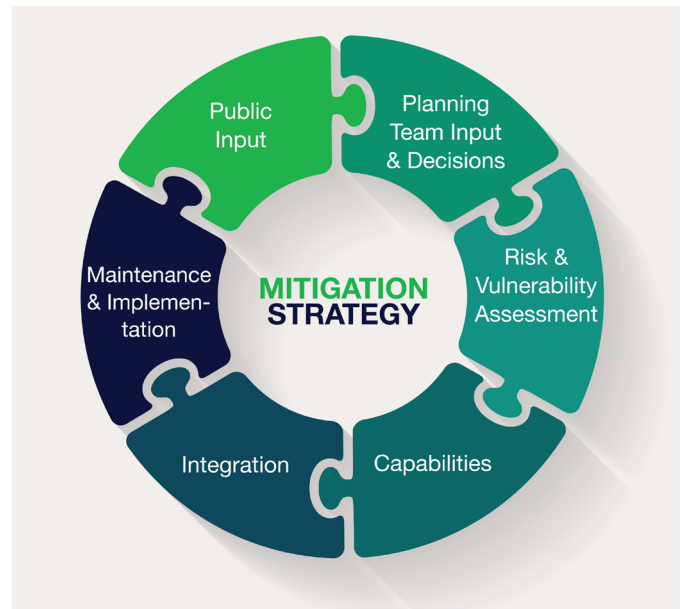 Public
Input
Planning
Team Input
& Decisions
Risk &
Vulnerability
Assessment
Capabilities
Integration
Maintenance
& Implemen-
tation
MITIGATION
STRATEGY